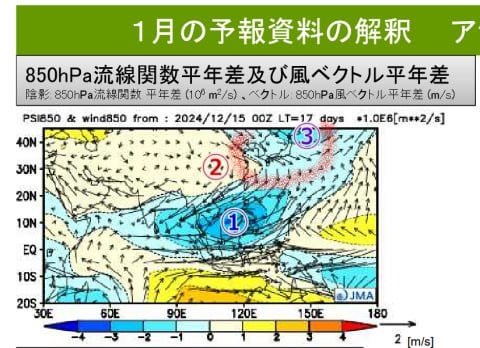 1月の予報資料の解釈 ア
850hPa流線関数平年差及び風ベクトル平年差
陰影: 850hPa流線関数 平年差 (10⁶ m²/s) 、ベクトル: 850hPa風ベクトル平年差 (m/s)
PSI850 & wind850 from : 2024/12/15 00Z LT=17 days *1.0E6[m**2/s]
40N
③
30N
②
20N
10N
①
EQ
10S
JMA
20S
30E 60E 90E 120E 150E 180
-4 -3 -2 -1 0 1 2 3 4
2 [m/s]